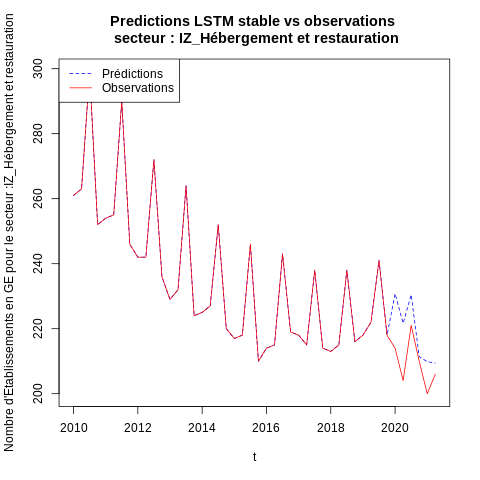 Predictions LSTM stable vs observations
secteur : IZ_Hébergement et restauration
Nombre d'Etablissements en GE pour le secteur :IZ_Hébergement et restauration
300
280
260
240
220
200
Prédictions
Observations
2010
2012
2014
2016
2018
2020
t